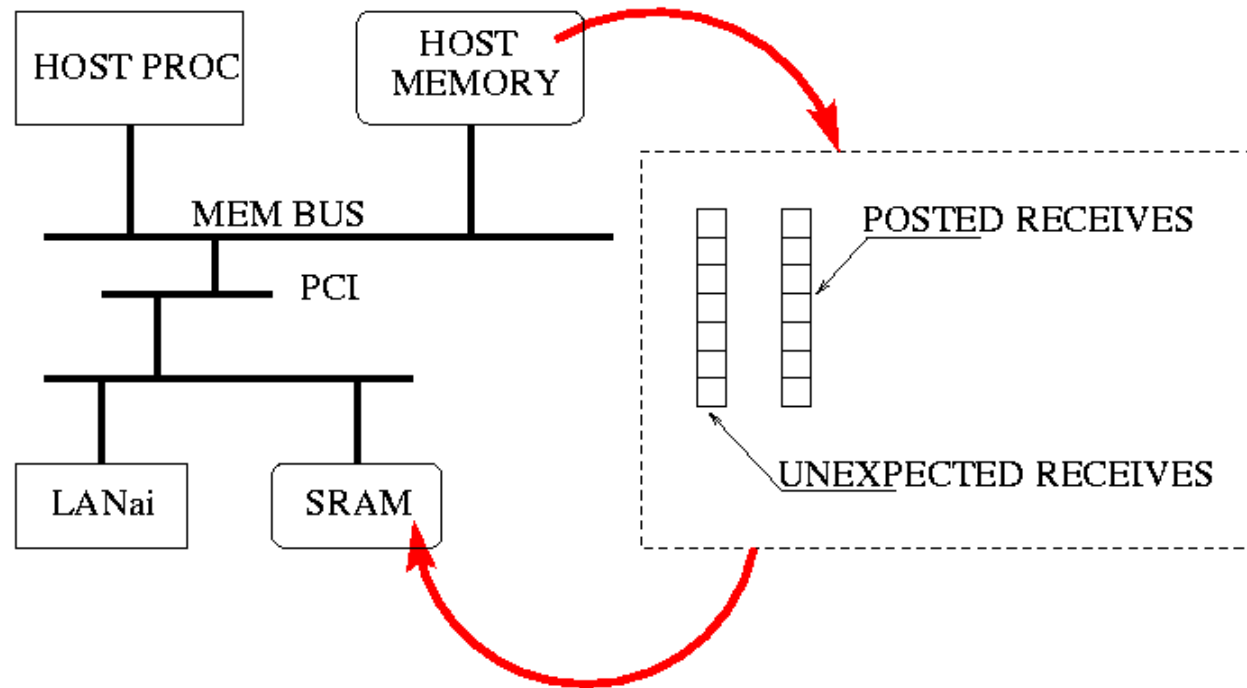 HOST PROC
HOST
MEMORY
MEM BUS
POSTED RECEIVES
PCI
UNEXPECTED RECEIVES
LANai
SRAM